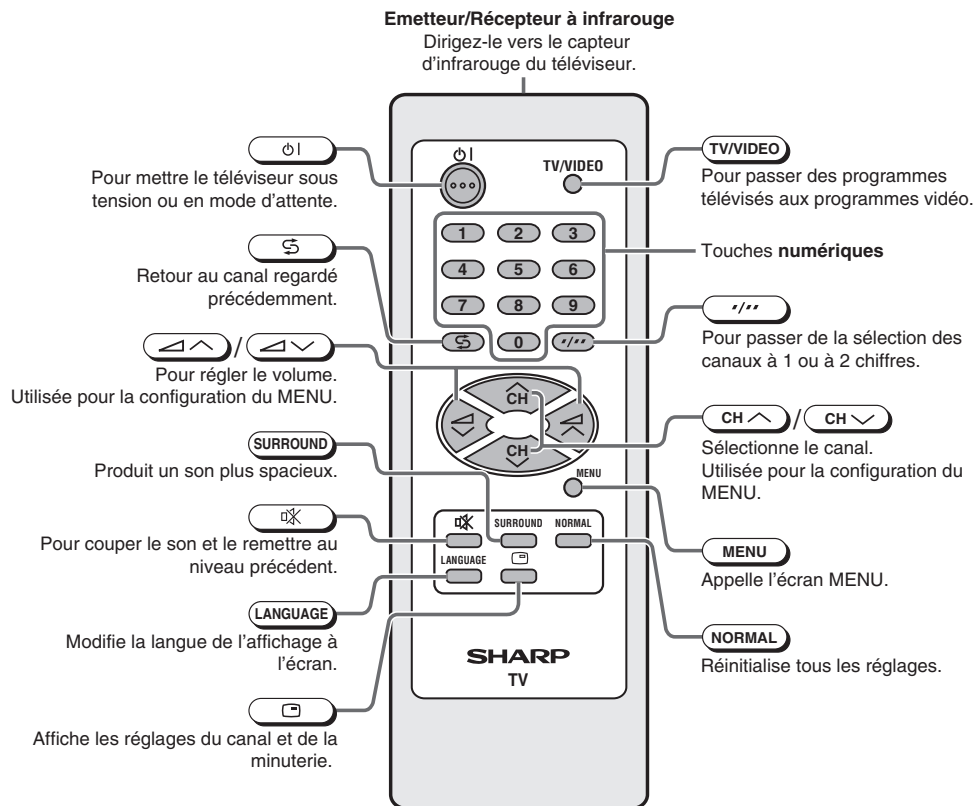 Emetteur/Récepteur à infrarouge
Dirigez-le vers le capteur
d'infrarouge du téléviseur.
Pour mettre le téléviseur sous
tension ou en mode d'attente.
Retour au canal regardé
précédemment.
/
Pour régler le volume.
Utilisée pour la configuration du MENU.
SURROUND
Produit un son plus spacieux.
Pour couper le son et le remettre au
niveau précédent.
LANGUAGE
Modifie la langue de l'affichage à
l'écran.
Affiche les réglages du canal et de la
minuterie.
TV/VIDEO
1 2 3
4 5 6
7 8 9
0
CH
CH
MENU
SURROUND NORMAL
LANGUAGE
SHARP
TV
TV/VIDEO
Pour passer des programmes
télévisés aux programmes vidéo.
Touches numériques
Pour passer de la sélection des
canaux à 1 ou à 2 chiffres.
CH / CH
Sélectionne le canal.
Utilisée pour la configuration du
MENU.
MENU
Appelle l'écran MENU.
NORMAL
Réinitialise tous les réglages.